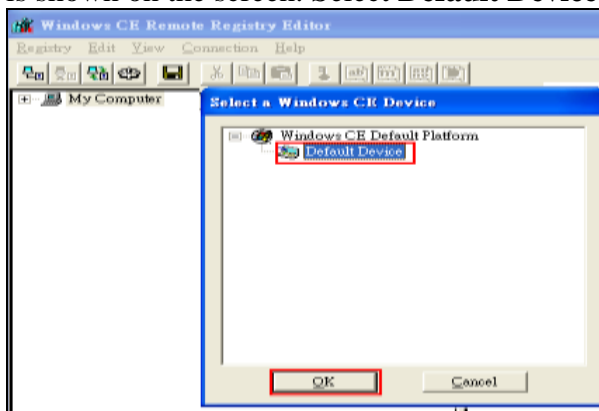 is shown on the screen. Select Default Device
Windows CE Remote Registry Editor
Registry Edit View Connection Help
My Computer
Select a Windows CE Device
Windows CE Default Platform
Default Device
OK Cancel